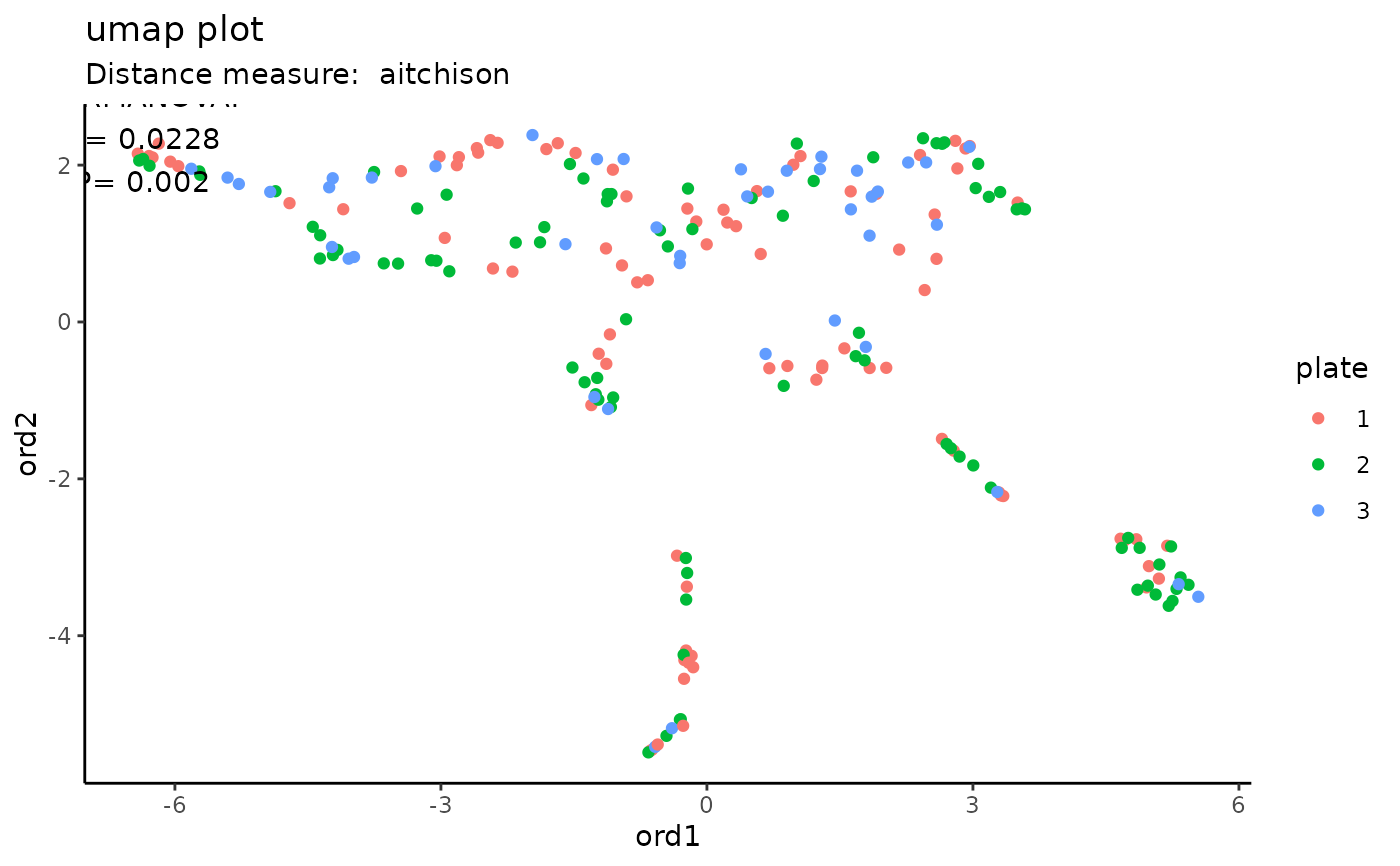 umap plot
Distance measure:  aitchison
= 0.0228
= 0.002
2
0
-2
-4
-6
-3
0
3
6
ord1
ord2
plate
1
2
3